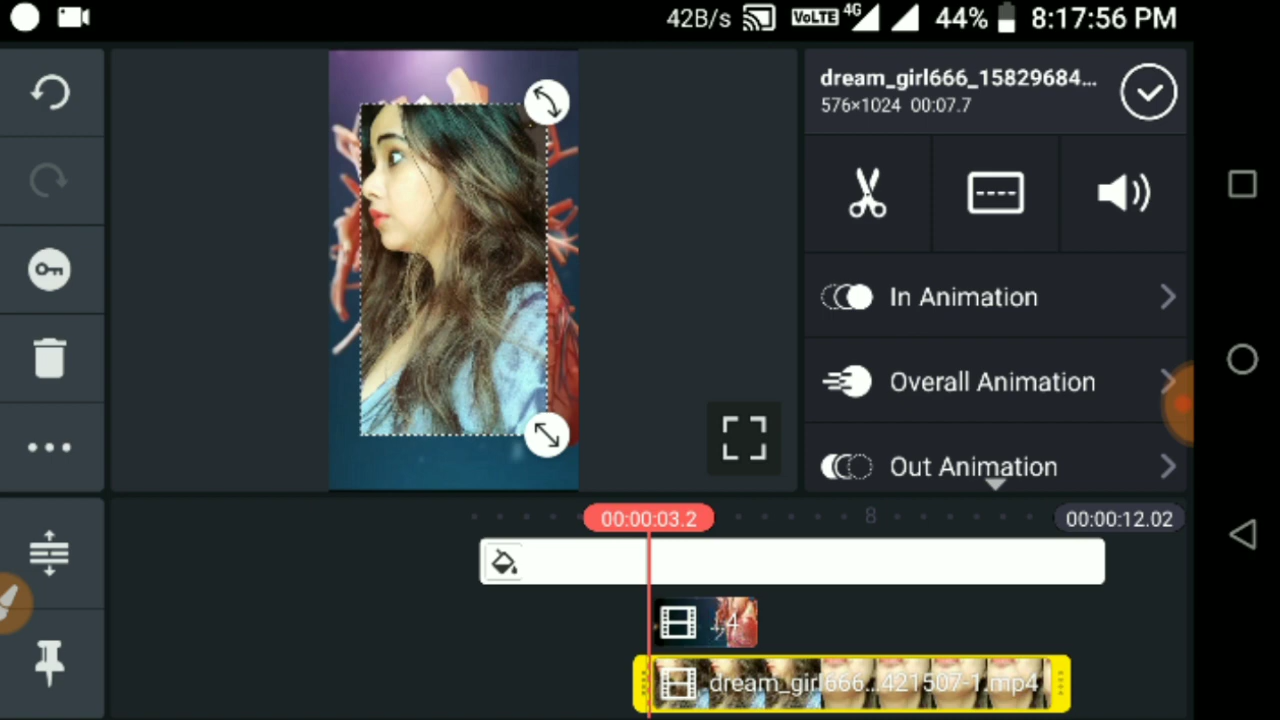 42B/s VoLTE 4G 44% 8:17:56 PM
dream_girl666_15829684...
576×1024 00:07.7
In Animation
Overall Animation
Out Animation
00:00:03.2 8 00:00:12.02
dream_girl666...421507-1.mp4